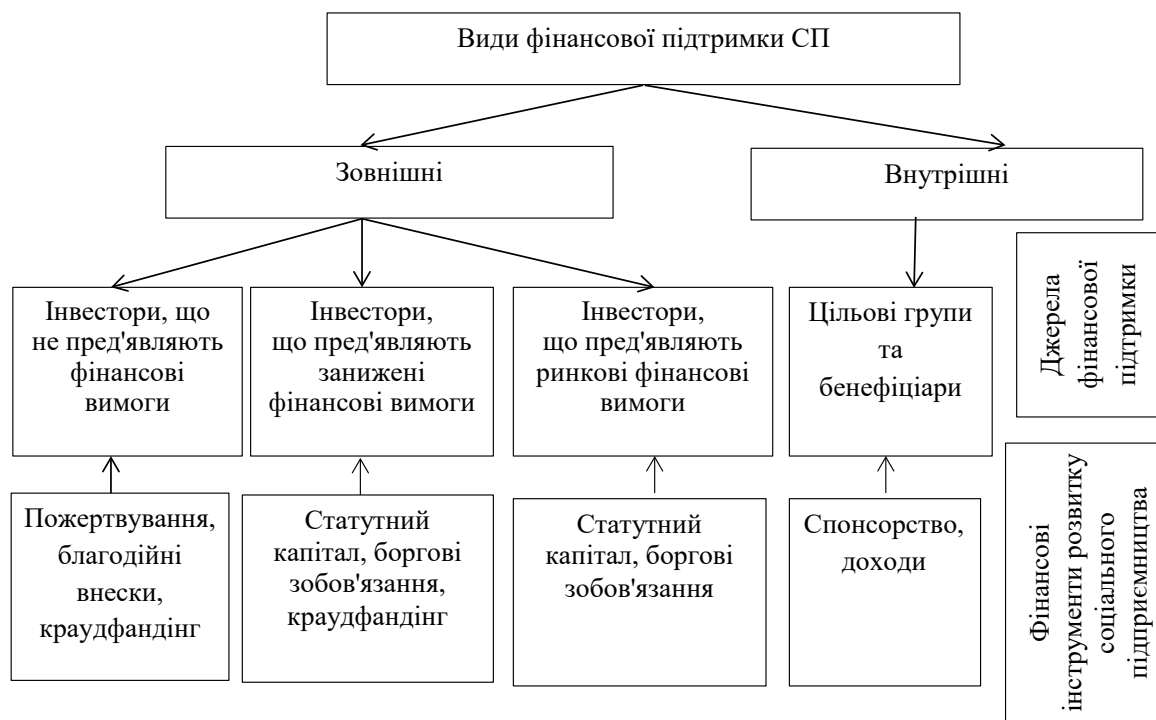 Види фінансової підтримки СП
Зовнішні
Внутрішні
Інвестори, що
не пред'являють
фінансові
вимоги
Інвестори,
що пред'являють
занижені
фінансові вимоги
Інвестори,
що пред'являють
ринкові фінансові
вимоги
Цільові групи
та
бенефіціари
Джерела
фінансової
підтримки
Пожертвування,
благодійні
внески,
краудфандінг
Статутний
капітал, боргові
зобов'язання,
краудфандінг
Статутний
капітал, боргові
зобов'язання
Спонсорство,
доходи
Фінансові
інструменти розвитку
соціального
підприємництва